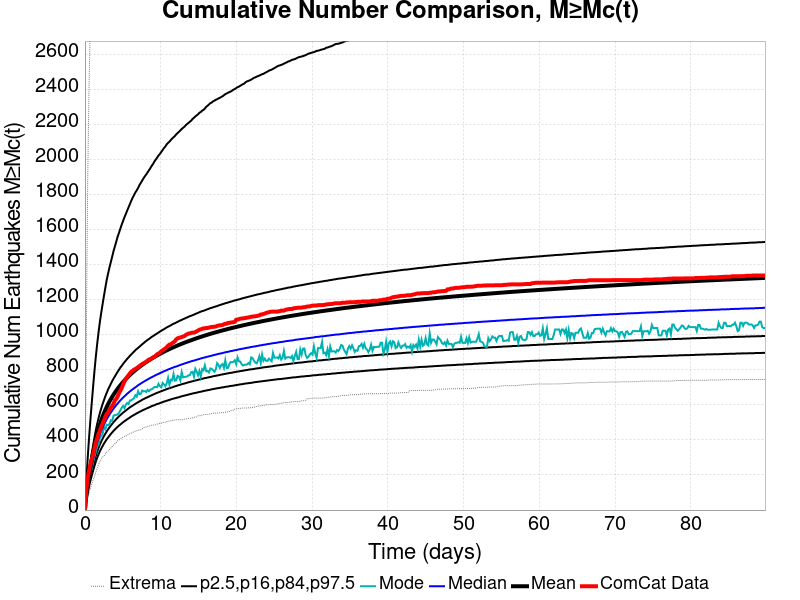 Cumulative Number Comparison, M≥Mc(t)
Cumulative Num Earthquakes M≥Mc(t)
2600
2400
2200
2000
1800
1600
1400
1200
1000
800
600
400
200
0
0 10 20 30 40 50 60 70 80
Time (days)
Extrema p2.5,p16,p84,p97.5 Mode Median Mean ComCat Data